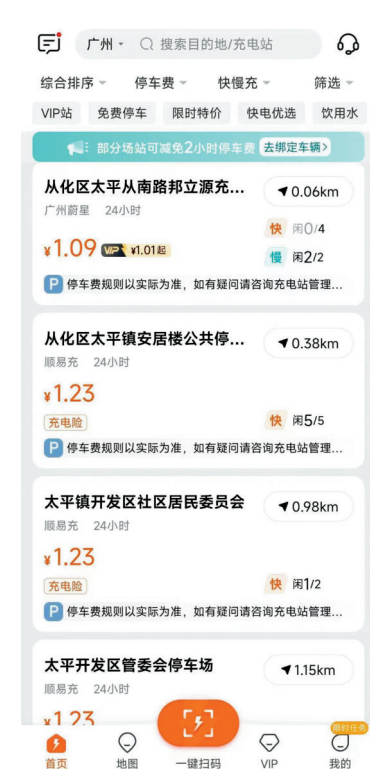 广州 搜索目的地/充电站
综合排序 停车费 快慢充 筛选
VIP站 免费停车 限时特价 快电优选 饮用水
部分场站可减免2小时停车费 去绑定车辆>
从化区太平从南路邦立源充... 0.06km
广州蔚星 24小时
快 闲0/4
¥1.09 VIP ¥1.01起
慢 闲2/2
P 停车费规则以实际为准，如有疑问请咨询充电站管理...
从化区太平镇安居楼公共停... 0.38km
顺易充 24小时
¥1.23
充电险 快 闲5/5
P 停车费规则以实际为准，如有疑问请咨询充电站管理...
太平镇开发区社区居民委员会 0.98km
顺易充 24小时
¥1.23
充电险 快 闲1/2
P 停车费规则以实际为准，如有疑问请咨询充电站管理...
太平开发区管委会停车场 1.15km
顺易充 24小时
¥1.23
限时任务
首页 地图 一键扫码 VIP 我的